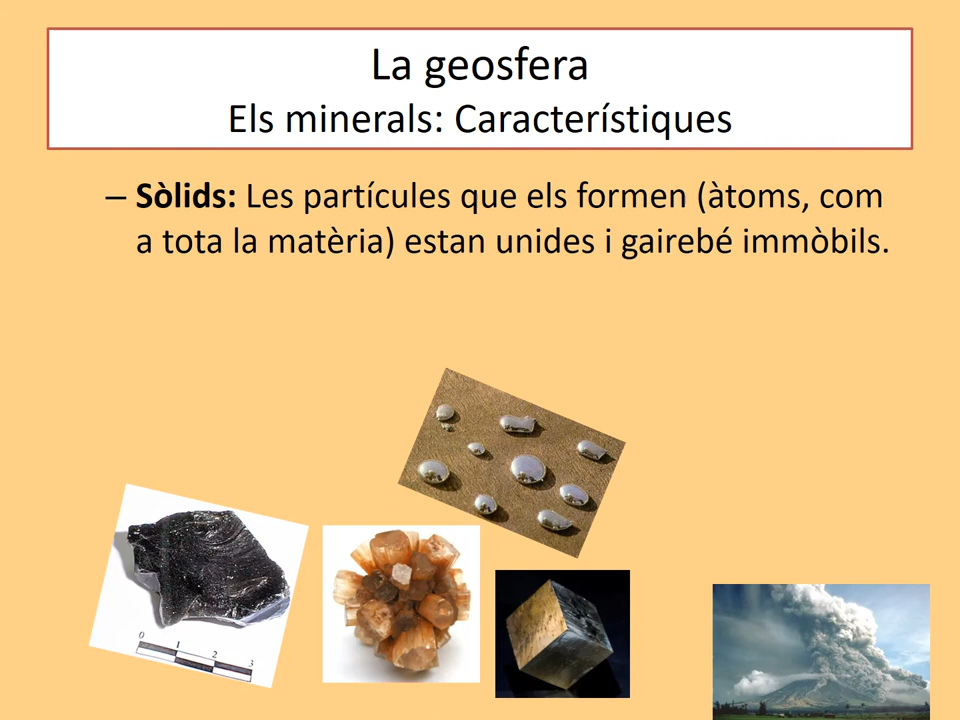 La geosfera
Els minerals: Característiques
– Sòlids: Les partícules que els formen (àtoms, com
a tota la matèria) estan unides i gairebé immòbils.
0 1 2 3